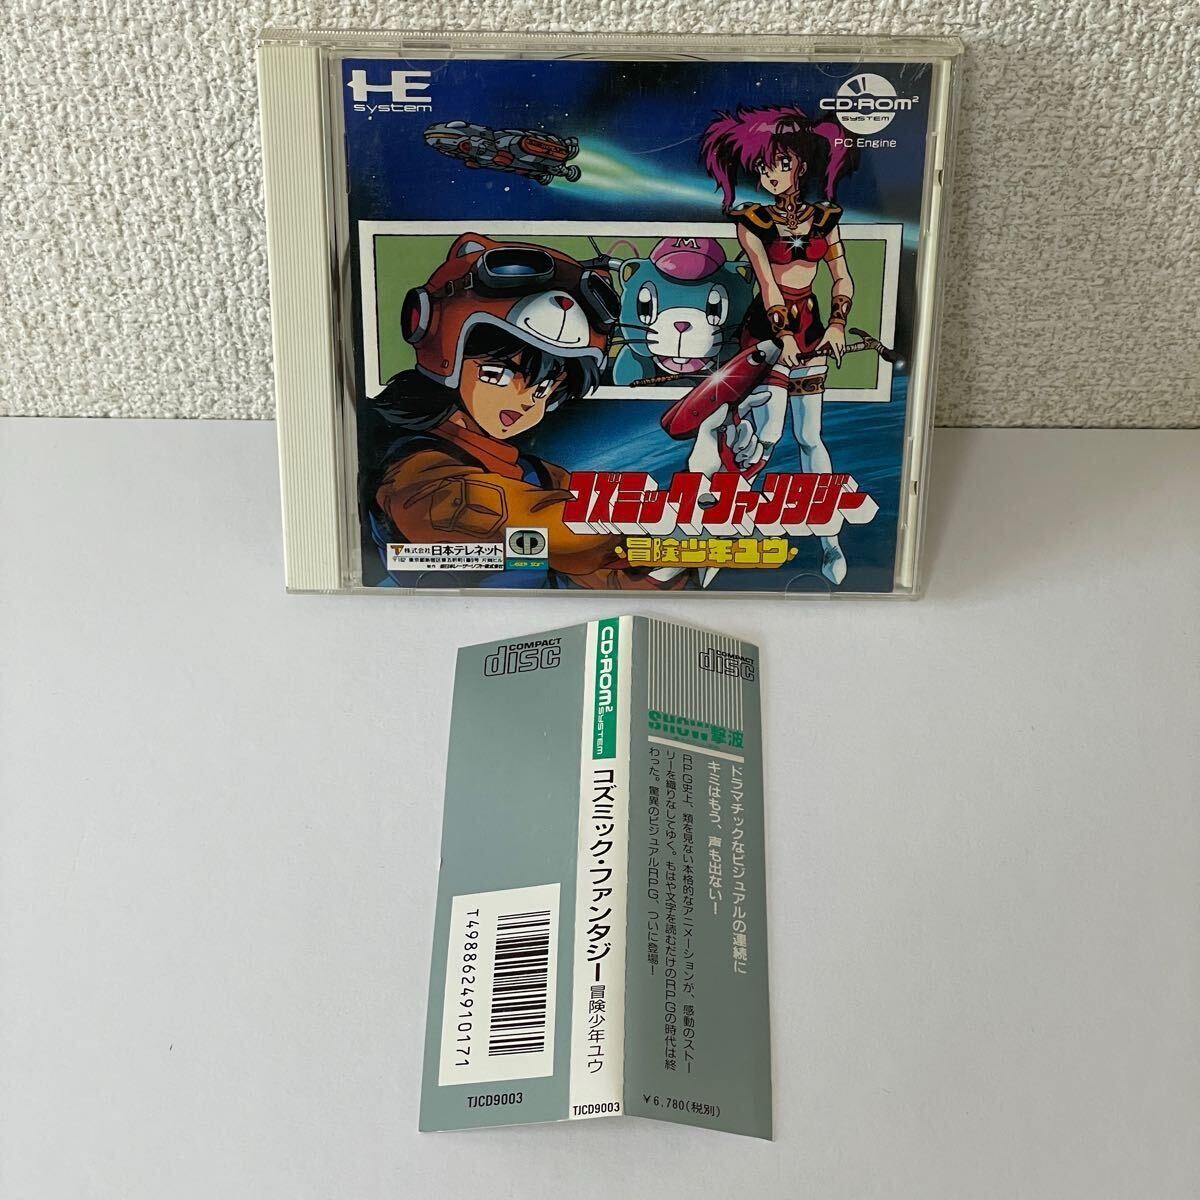 HE
system
CD-ROM²
SYSTEM
PC Engine
M
コズミック・ファンタジー
・冒険少年ユウ・
株式会社 日本テレネット
COMPACT
disc
T4988624910171
TJCD9003
CD-ROM²
SYSTEM
コズミック・ファンタジー 冒険少年ユウ
TJCD9003
COMPACT
disc
SHOW撃波
ドラマチックなビジュアルの連続に
キミはもう、声も出ない！
RPG史上、類を見ない本格的なアニメーションが、感動のストー
リーを織りなしてゆく。もはや文字を読むだけのRPGの時代は終
わった。驚異のビジュアルRPG、ついに登場！
￥6,780(税別)